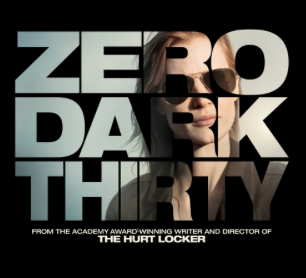 ZERO
DARK
THIRTY
FROM THE ACADEMY AWARD®-WINNING WRITER AND DIRECTOR OF
THE HURT LOCKER